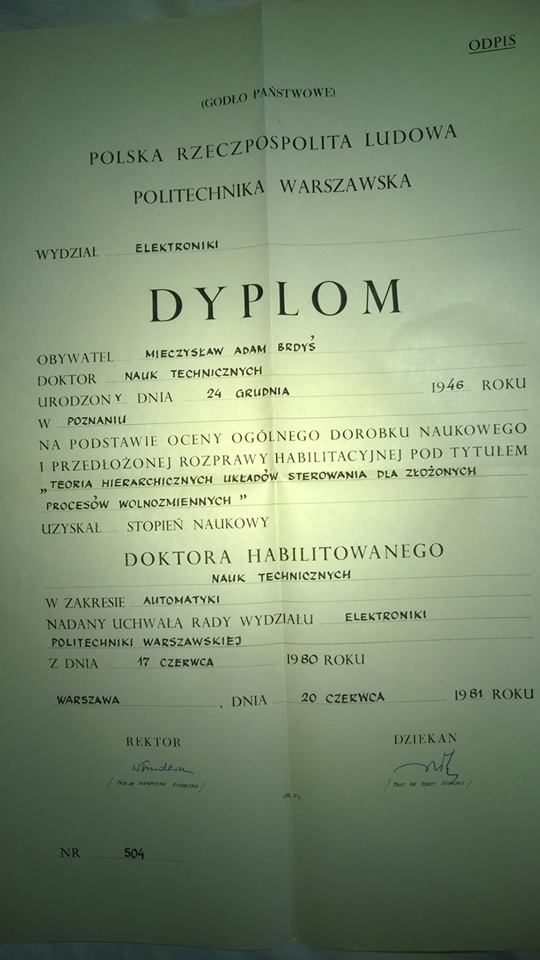 ODPIS
(GODŁO PAŃSTWOWE)
POLSKA RZECZPOSPOLITA LUDOWA
POLITECHNIKA WARSZAWSKA
WYDZIAŁ ELEKTRONIKI
DYPLOM
OBYWATEL MIECZYSŁAW ADAM BRDYŚ
DOKTOR NAUK TECHNICZNYCH
URODZONY DNIA 24 GRUDNIA 1946 ROKU
W POZNANIU
NA PODSTAWIE OCENY OGÓLNEGO DOROBKU NAUKOWEGO
I PRZEDŁOŻONEJ ROZPRAWY HABILITACYJNEJ POD TYTUŁEM
„TEORIA HIERARCHICZNYCH UKŁADÓW STEROWANIA DLA ZŁOŻONYCH
PROCESÓW WOLNOZMIENNYCH”
UZYSKAŁ STOPIEŃ NAUKOWY
DOKTORA HABILITOWANEGO
NAUK TECHNICZNYCH
W ZAKRESIE AUTOMATYKI
NADANY UCHWAŁĄ RADY WYDZIAŁU ELEKTRONIKI
POLITECHNIKI WARSZAWSKIEJ
Z DNIA 17 CZERWCA 1980 ROKU
WARSZAWA, DNIA 20 CZERWCA 1981 ROKU
REKTOR DZIEKAN
(PROF. DR JERZY
(M. P.)
NR 504